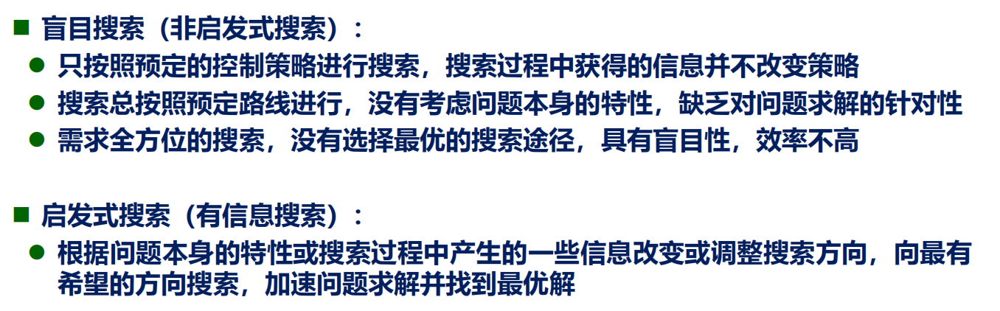 ■ 盲目搜索（非启发式搜索）：
● 只按照预定的控制策略进行搜索，搜索过程中获得的信息并不改变策略
● 搜索总按照预定路线进行，没有考虑问题本身的特性，缺乏对问题求解的针对性
● 需求全方位的搜索，没有选择最优的搜索途径，具有盲目性，效率不高
■ 启发式搜索（有信息搜索）：
● 根据问题本身的特性或搜索过程中产生的一些信息改变或调整搜索方向，向最有
希望的方向搜索，加速问题求解并找到最优解